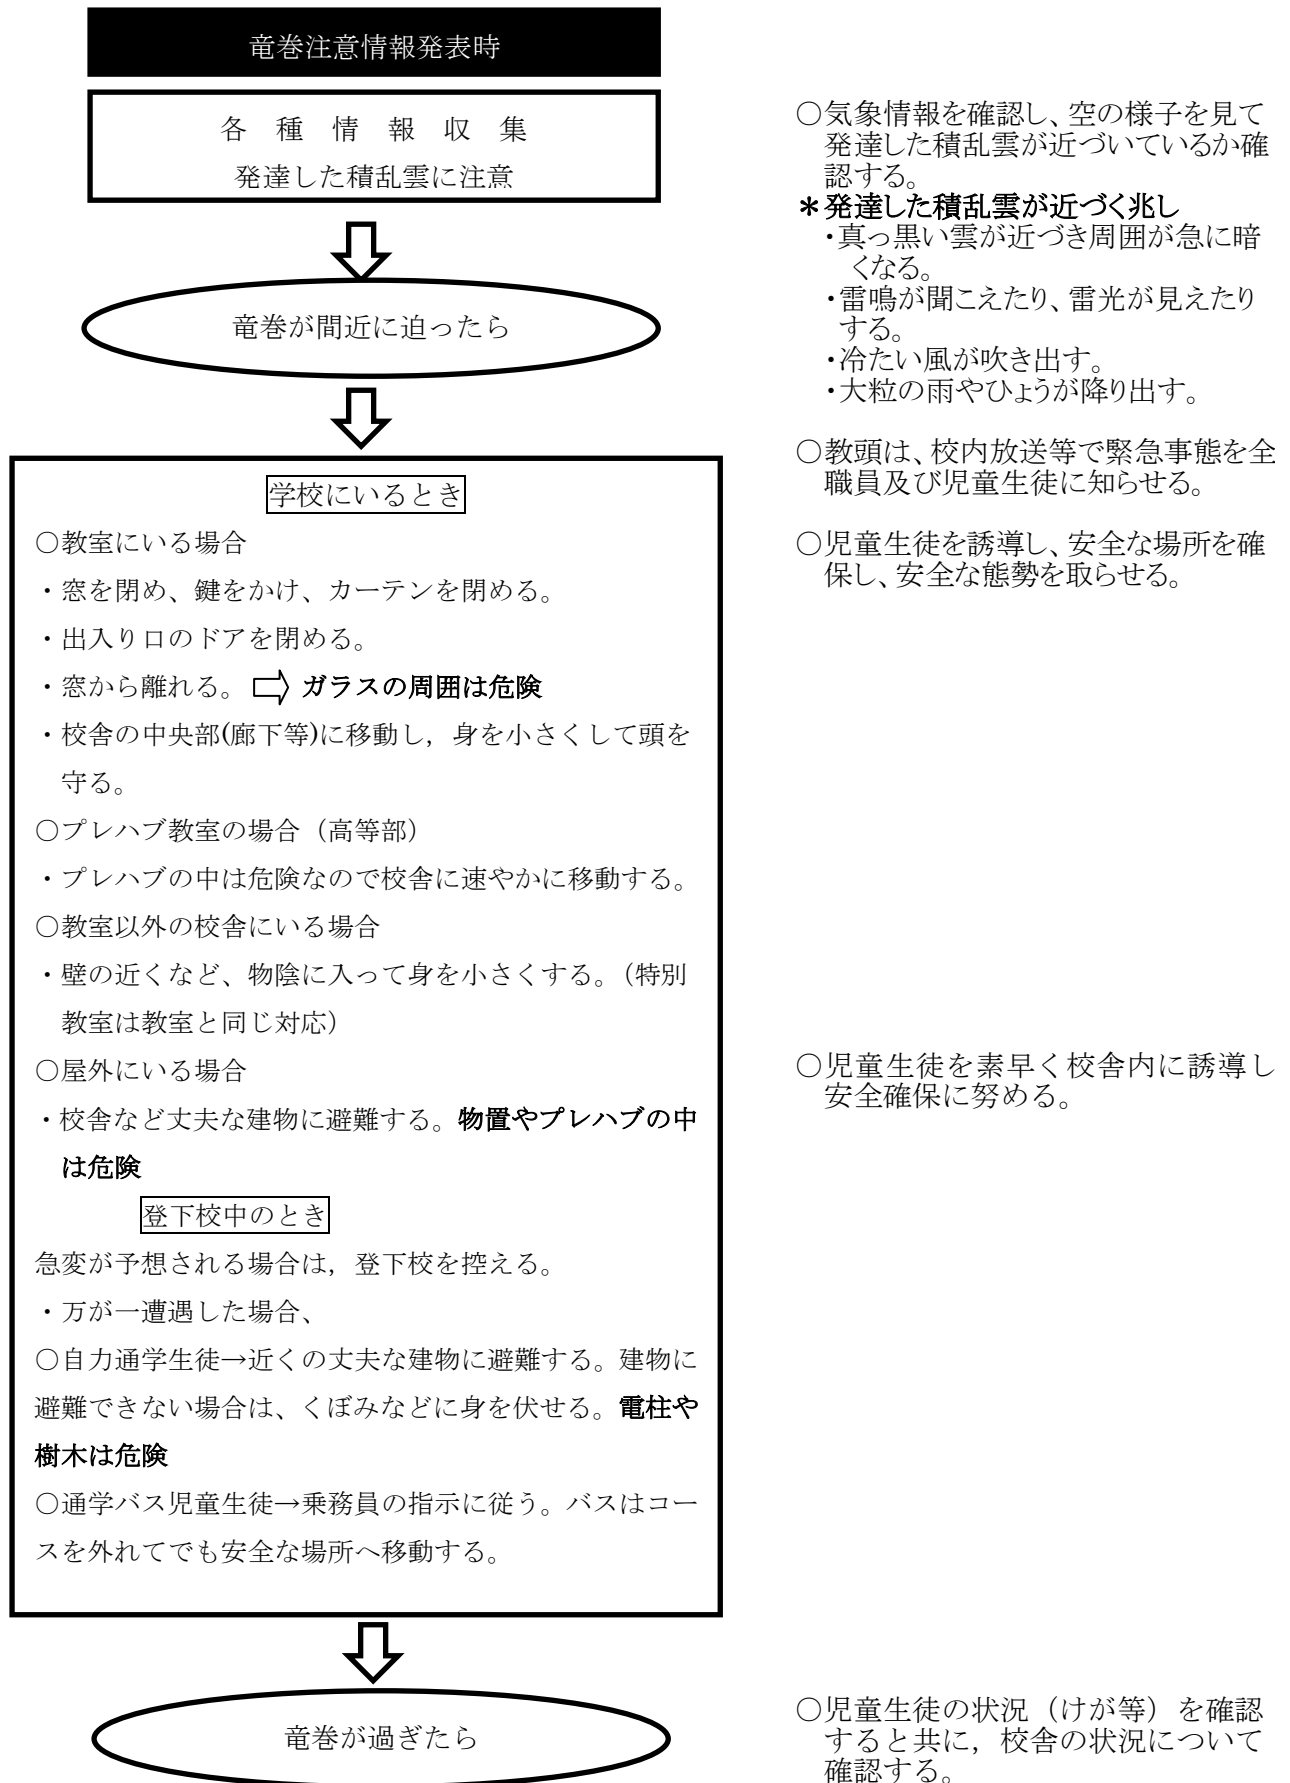 竜巻注意情報発表時
各種情報収集
発達した積乱雲に注意
竜巻が間近に迫ったら
学校にいるとき
○教室にいる場合
・窓を閉め、鍵をかけ、カーテンを閉める。
・出入り口のドアを閉める。
・窓から離れる。 ガラスの周囲は危険
・校舎の中央部(廊下等)に移動し，身を小さくして頭を
守る。
○プレハブ教室の場合（高等部）
・プレハブの中は危険なので校舎に速やかに移動する。
○教室以外の校舎にいる場合
・壁の近くなど、物陰に入って身を小さくする。（特別
教室は教室と同じ対応）
○屋外にいる場合
・校舎など丈夫な建物に避難する。物置やプレハブの中
は危険
登下校中のとき
急変が予想される場合は，登下校を控える。
・万が一遭遇した場合、
○自力通学生徒→近くの丈夫な建物に避難する。建物に
避難できない場合は、くぼみなどに身を伏せる。電柱や
樹木は危険
○通学バス児童生徒→乗務員の指示に従う。バスはコー
スを外れてでも安全な場所へ移動する。
竜巻が過ぎたら
○気象情報を確認し、空の様子を見て
発達した積乱雲が近づいているか確
認する。
＊発達した積乱雲が近づく兆し
・真っ黒い雲が近づき周囲が急に暗
くなる。
・雷鳴が聞こえたり、雷光が見えたり
する。
・冷たい風が吹き出す。
・大粒の雨やひょうが降り出す。
○教頭は、校内放送等で緊急事態を全
職員及び児童生徒に知らせる。
○児童生徒を誘導し、安全な場所を確
保し、安全な態勢を取らせる。
○児童生徒を素早く校舎内に誘導し
安全確保に努める。
○児童生徒の状況（けが等）を確認
すると共に，校舎の状況について
確認する。